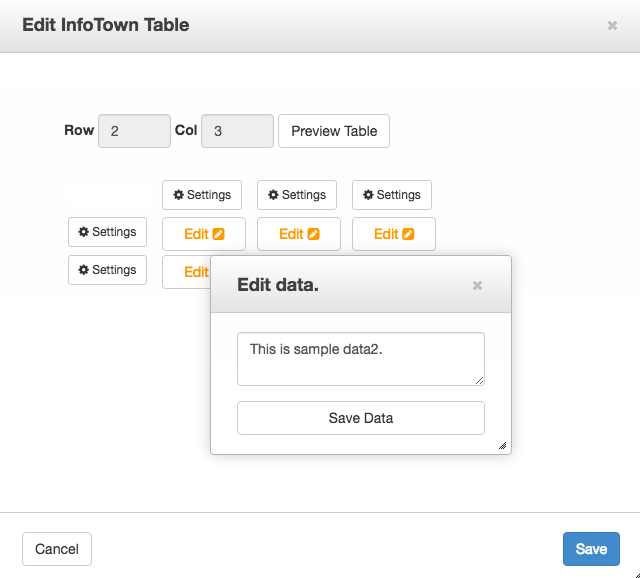 Edit InfoTown Table
Row 2 Col 3 Preview Table
Settings Settings Settings
Settings Edit Edit Edit
Settings Edit
Edit data.
This is sample data2.
Save Data
Cancel Save